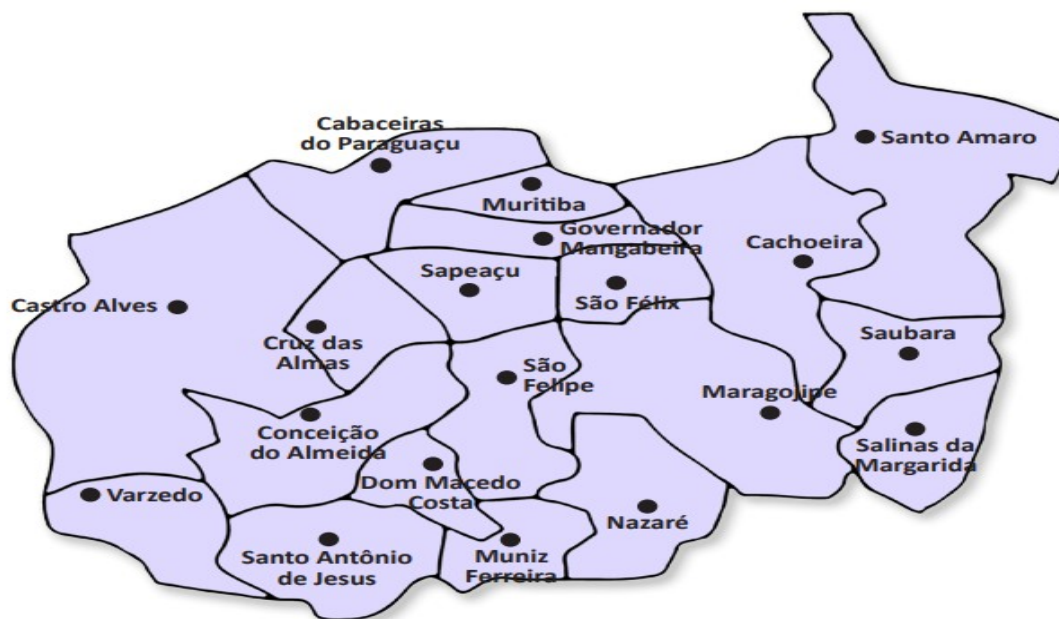 Cabaceiras
do Paraguaçu
Santo Amaro
Muritiba
Governador
Mangabeira
Cachoeira
Sapeaçu
São Félix
Castro Alves
Cruz das
Almas
Saubara
São
Felipe
Maragojipe
Conceição
do Almeida
Salinas da
Margarida
Dom Macedo
Costa
Varzedo
Nazaré
Santo Antônio
de Jesus
Muniz
Ferreira